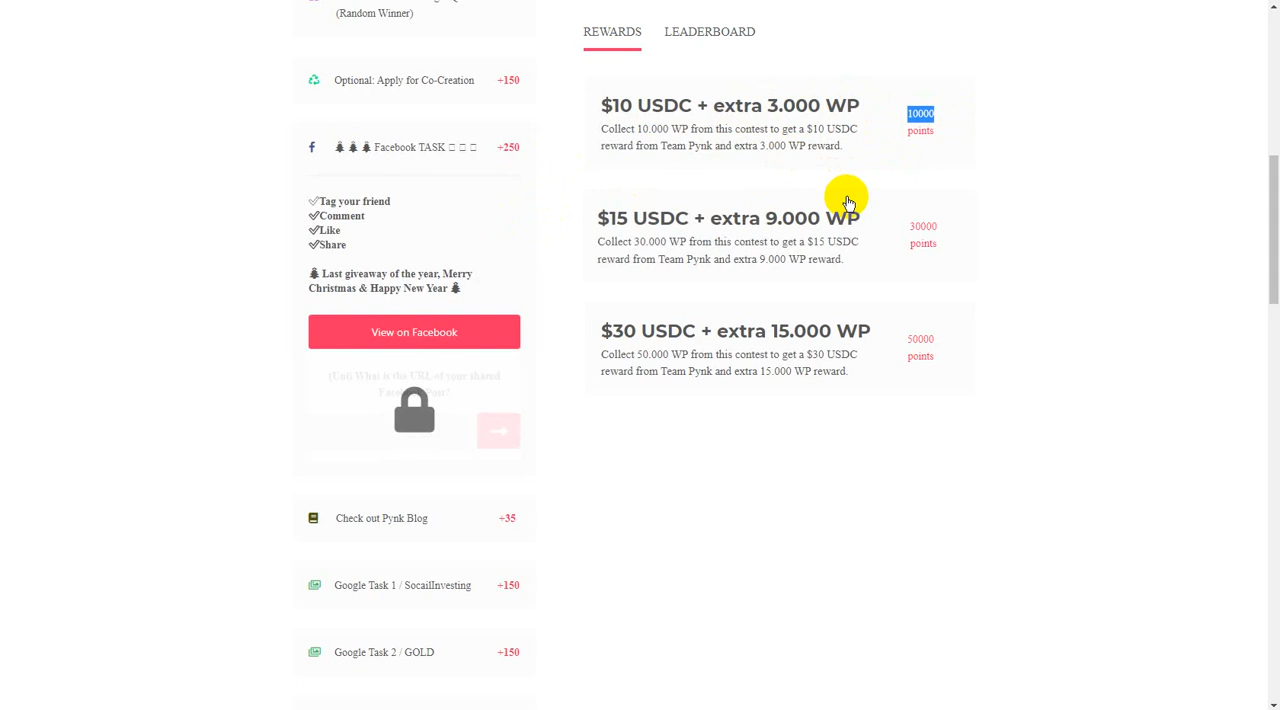 (Random Winner)
Optional: Apply for Co-Creation +150
Facebook TASK +250
Tag your friend
Comment
Like
Share
Last giveaway of the year, Merry
Christmas & Happy New Year
View on Facebook
What is the URL of your shared
Check out Pynk Blog +35
Google Task 1 / SocailInvesting +150
Google Task 2 / GOLD +150
REWARDS LEADERBOARD
$10 USDC + extra 3.000 WP
Collect 10.000 WP from this contest to get a $10 USDC
reward from Team Pynk and extra 3.000 WP reward.
10000
points
$15 USDC + extra 9.000 WP
Collect 30.000 WP from this contest to get a $15 USDC
reward from Team Pynk and extra 9.000 WP reward.
30000
points
$30 USDC + extra 15.000 WP
Collect 50.000 WP from this contest to get a $30 USDC
reward from Team Pynk and extra 15.000 WP reward.
50000
points